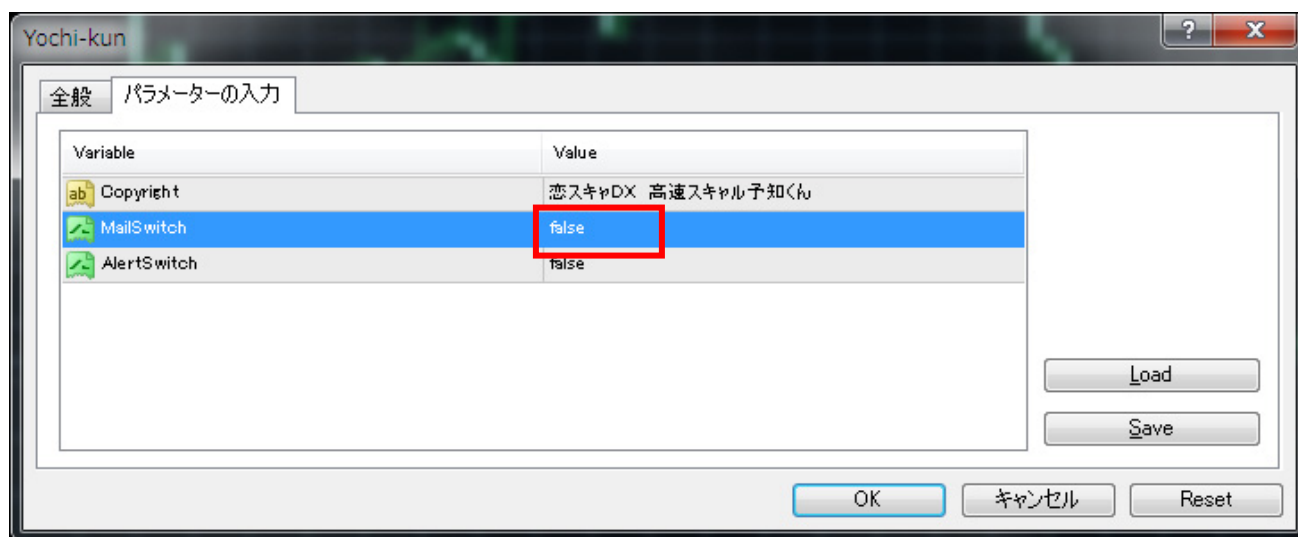 Yochi-kun
全般 パラメーターの入力
Variable Value
ab Copyright 恋スキャDX 高速スキャル予知くん
MailSwitch false
AlertSwitch false
Load
Save
OK キャンセル Reset